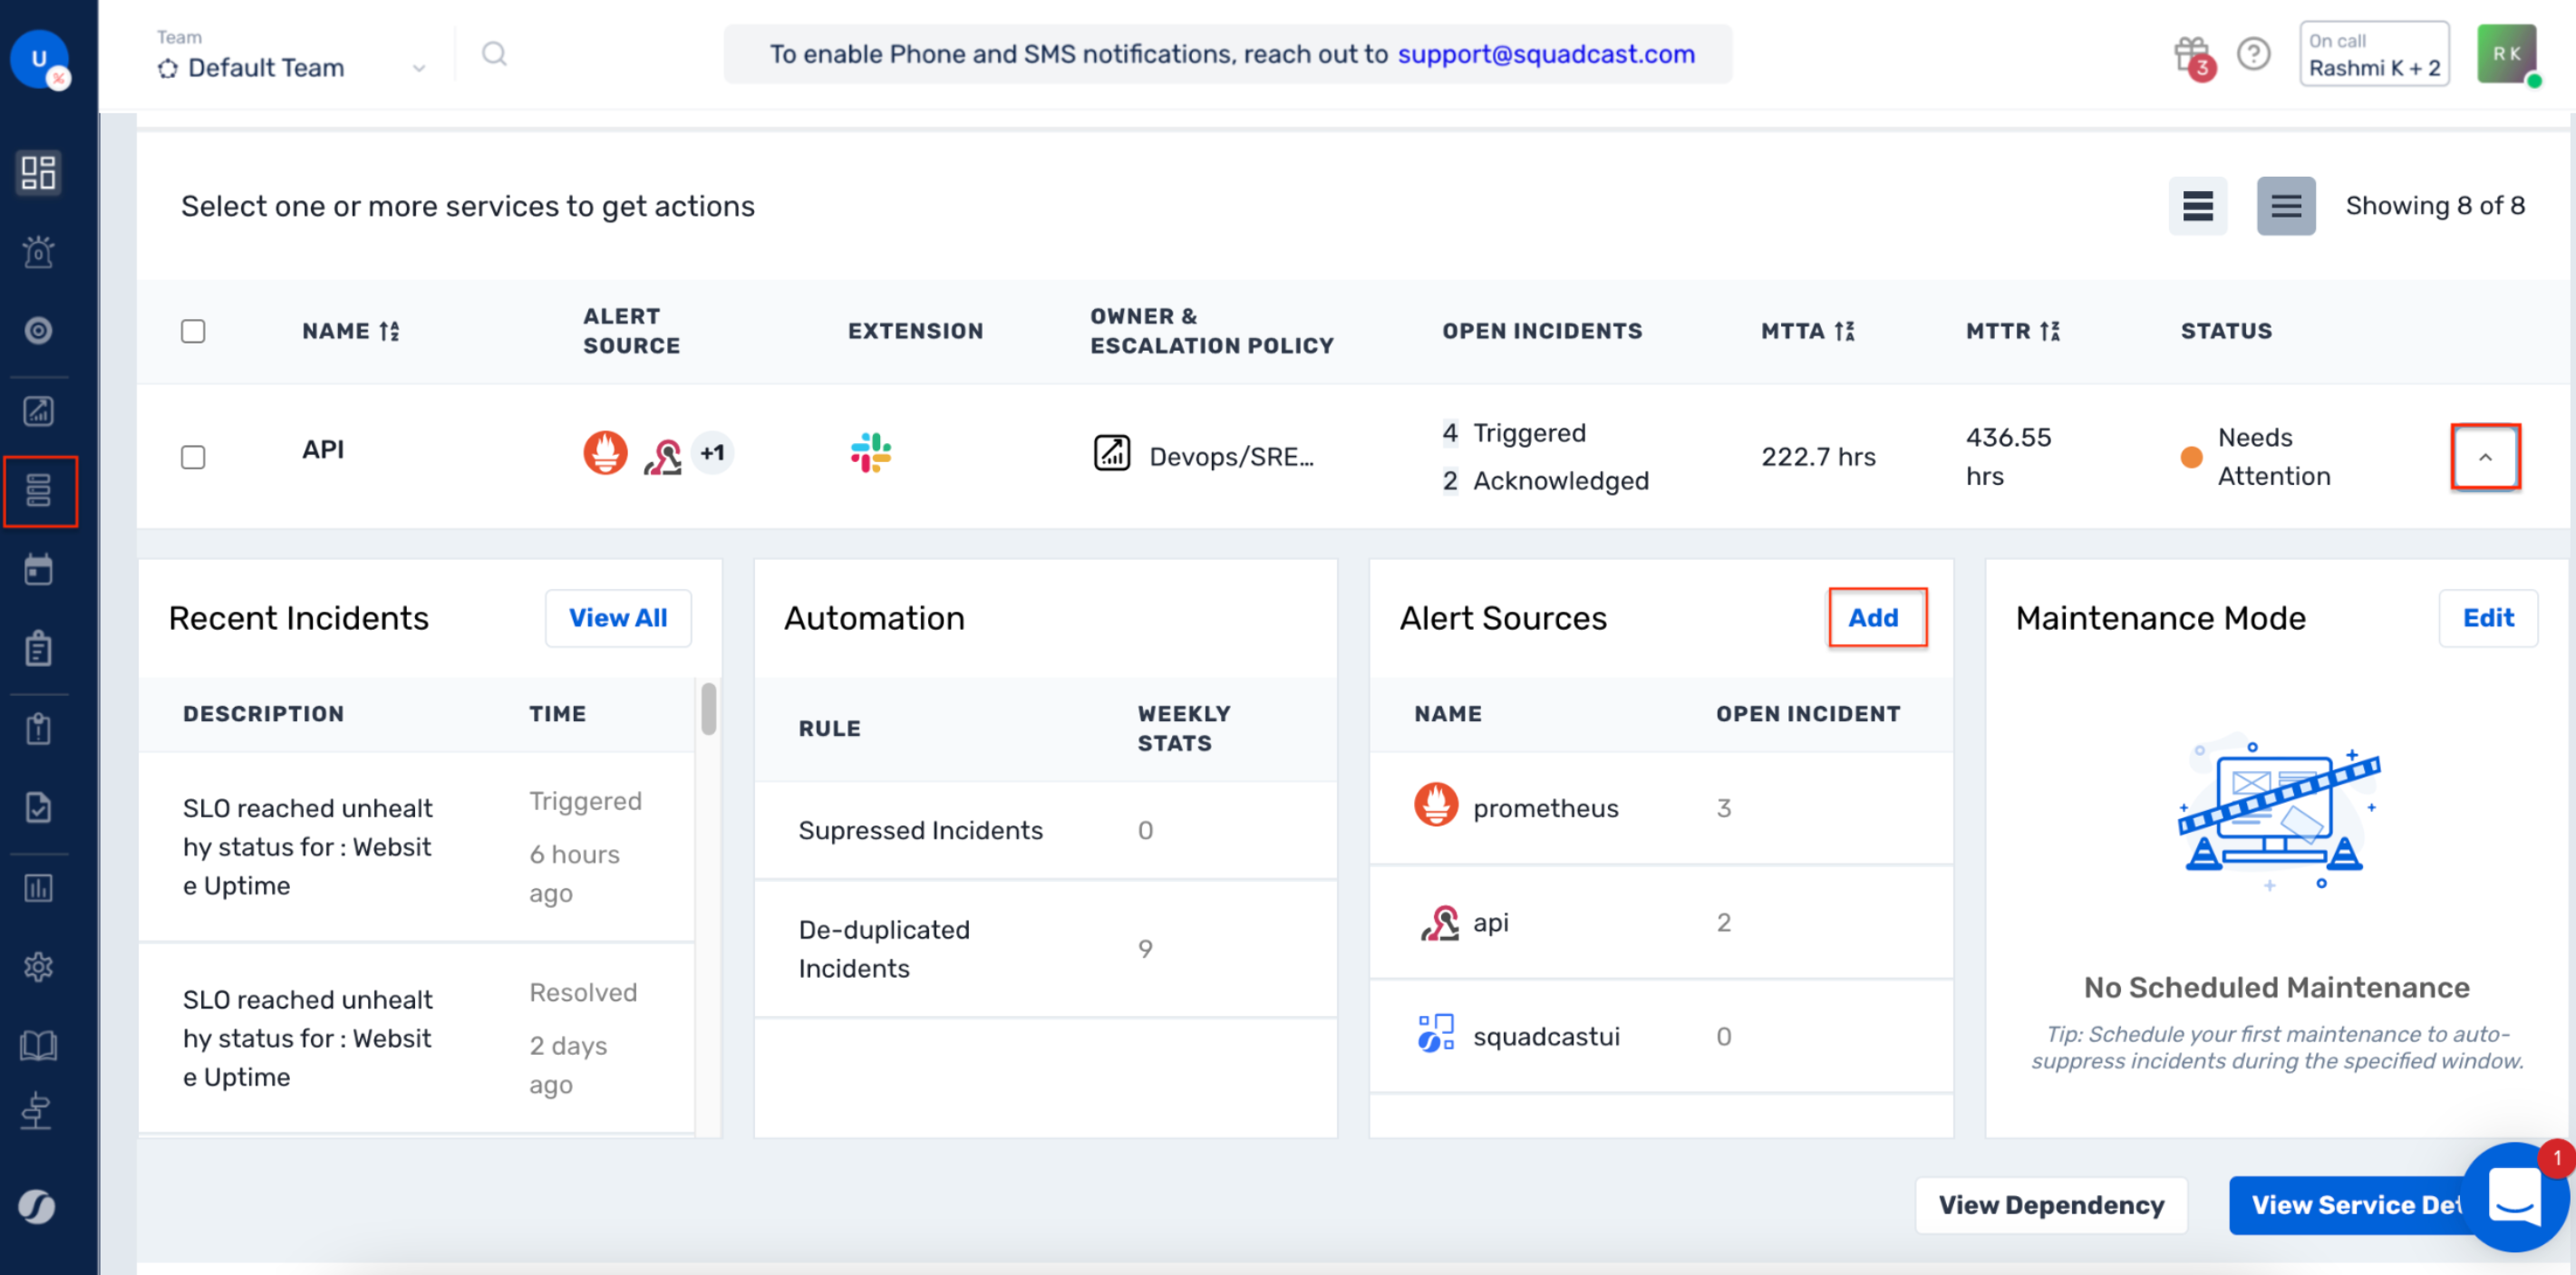 U
%
Team
Default Team
To enable Phone and SMS notifications, reach out to support@squadcast.com
3
?
On call
Rashmi K + 2
R K
Select one or more services to get actions
Showing 8 of 8
NAME
ALERT
SOURCE
EXTENSION
OWNER &
ESCALATION POLICY
OPEN INCIDENTS
MTTA
MTTR
STATUS
API
+1
Devops/SRE...
4 Triggered
2 Acknowledged
222.7 hrs
436.55
hrs
Needs
Attention
Recent Incidents
View All
DESCRIPTION
TIME
SLO reached unhealt
hy status for : Websit
e Uptime
Triggered
6 hours
ago
SLO reached unhealt
hy status for : Websit
e Uptime
Resolved
2 days
ago
Automation
RULE
WEEKLY
STATS
Supressed Incidents
0
De-duplicated
Incidents
9
Alert Sources
Add
NAME
OPEN INCIDENT
prometheus
3
api
2
squadcastui
0
Maintenance Mode
Edit
No Scheduled Maintenance
Tip: Schedule your first maintenance to auto-
suppress incidents during the specified window.
View Dependency
View Service Det
1